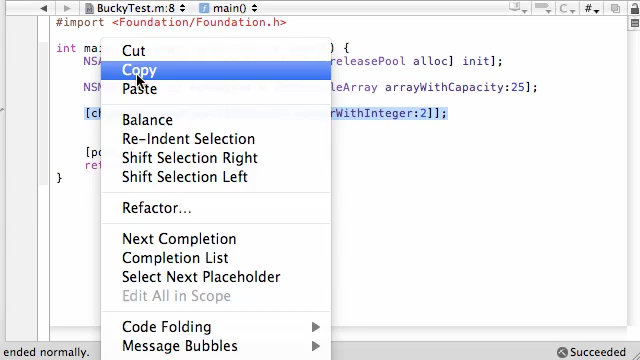 BuckyTest.m:8 main()
#import <Foundation/Foundation.h>
int ma ) {
NSA releasePool alloc] init];
NSM leArray arrayWithCapacity:25];
[ch erWithInteger:2]];
[po
ret
}
Cut
Copy
Paste
Balance
Re-Indent Selection
Shift Selection Right
Shift Selection Left
Refactor...
Next Completion
Completion List
Select Next Placeholder
Edit All in Scope
Code Folding
Message Bubbles
ended normally. Succeeded